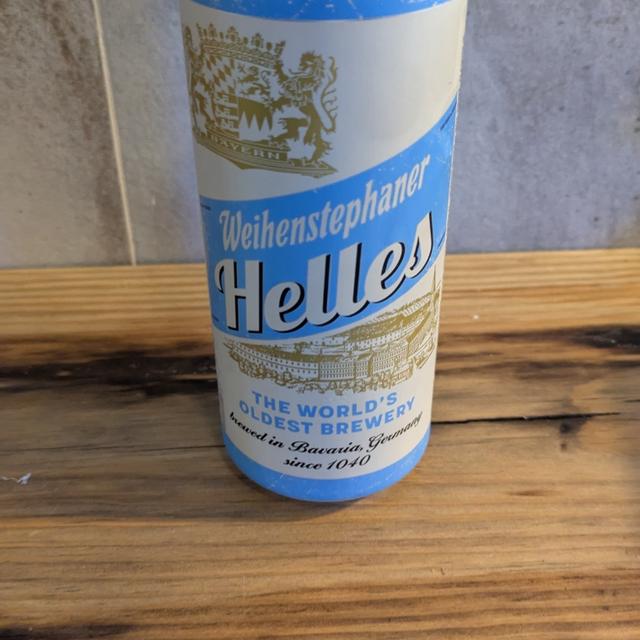 BAYERN
Weihenstephaner
Helles
THE WORLD'S
OLDEST BREWERY
brewed in Bavaria, Germany
since 1040